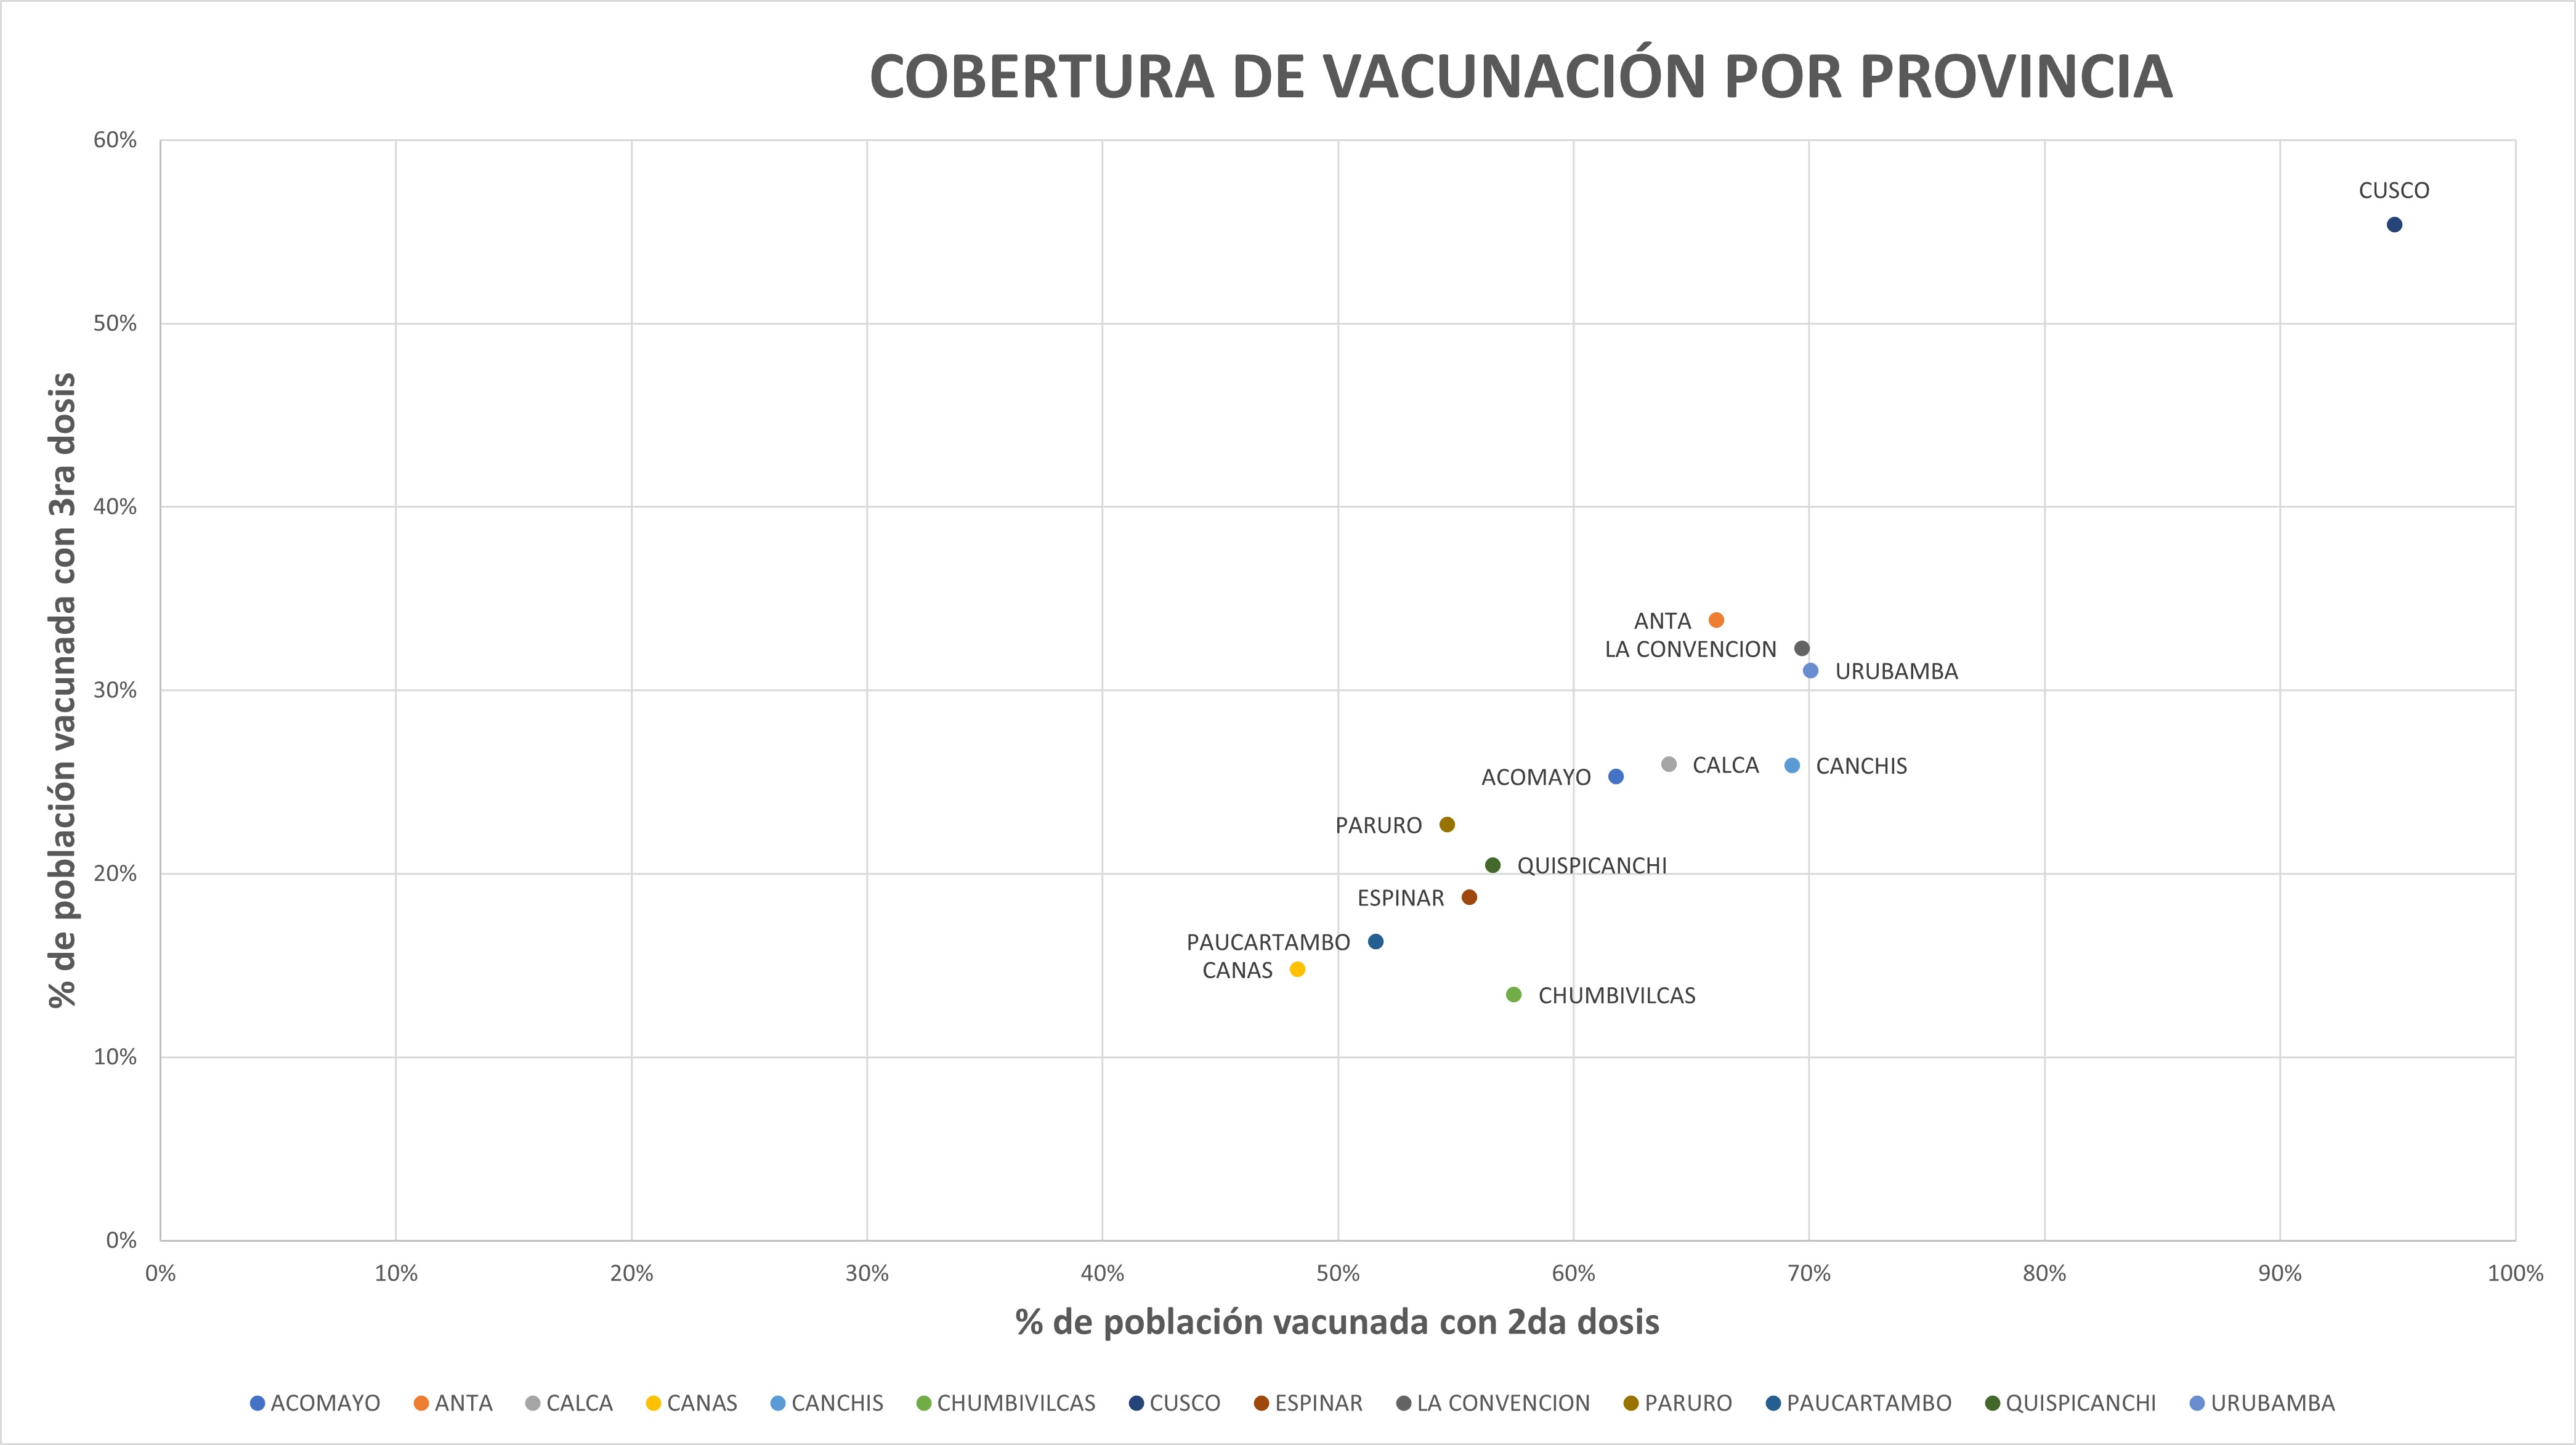 COBERTURA DE VACUNACIÓN POR PROVINCIA
% de población vacunada con 3ra dosis
60%
50%
40%
30%
20%
10%
0%
CUSCO
ANTA
LA CONVENCION
URUBAMBA
ACOMAYO
CALCA
CANCHIS
PARURO
QUISPICANCHI
ESPINAR
PAUCARTAMBO
CANAS
CHUMBIVILCAS
0% 10% 20% 30% 40% 50% 60% 70% 80% 90% 100%
% de población vacunada con 2da dosis
ACOMAYO ANTA CALCA CANAS CANCHIS CHUMBIVILCAS CUSCO ESPINAR LA CONVENCION PARURO PAUCARTAMBO QUISPICANCHI URUBAMBA